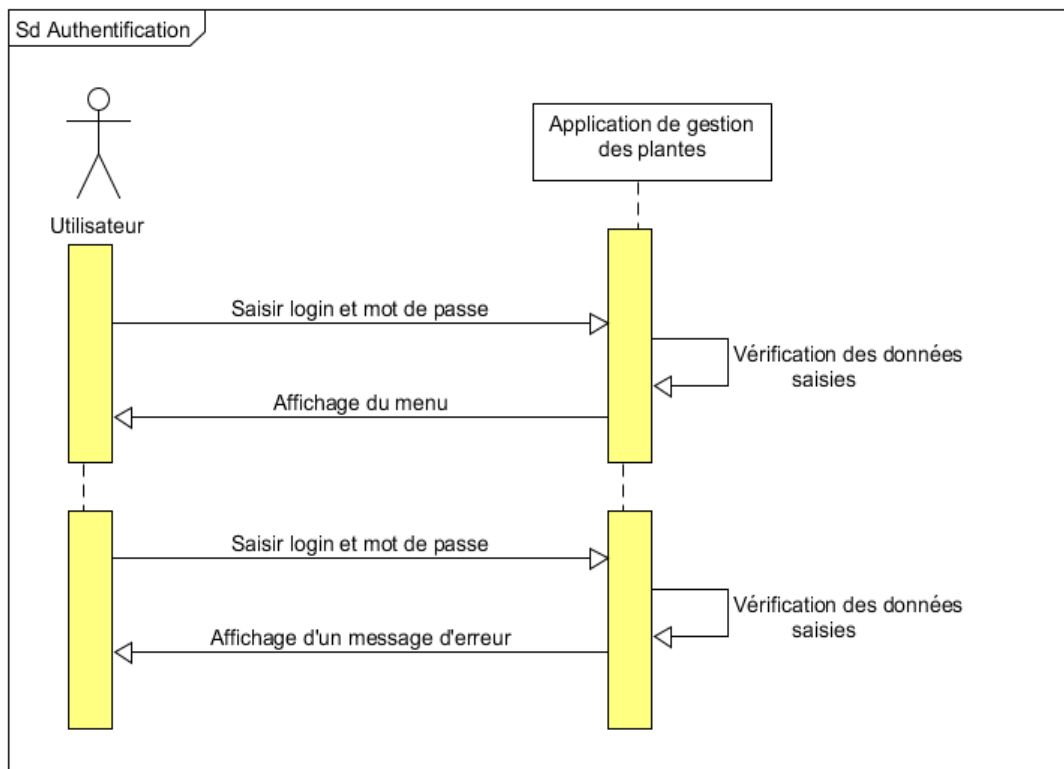 Sd Authentification
Application de gestion
des plantes
Utilisateur
Saisir login et mot de passe
Vérification des données
saisies
Affichage du menu
Saisir login et mot de passe
Vérification des données
saisies
Affichage d'un message d'erreur